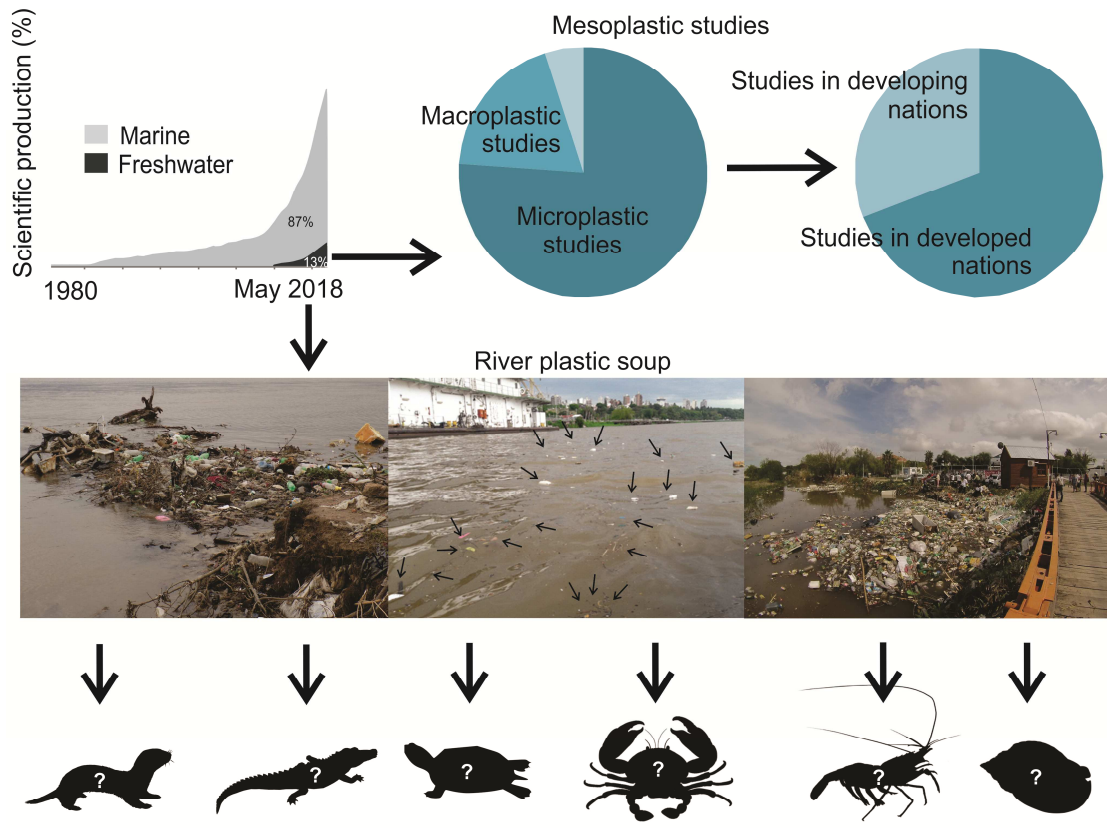 Scientific production (%)
Marine
Freshwater
87%
13%
1980
May 2018
Mesoplastic studies
Macroplastic
studies
Microplastic
studies
Studies in developing
nations
Studies in developed
nations
River plastic soup
?
?
?
?
?
?